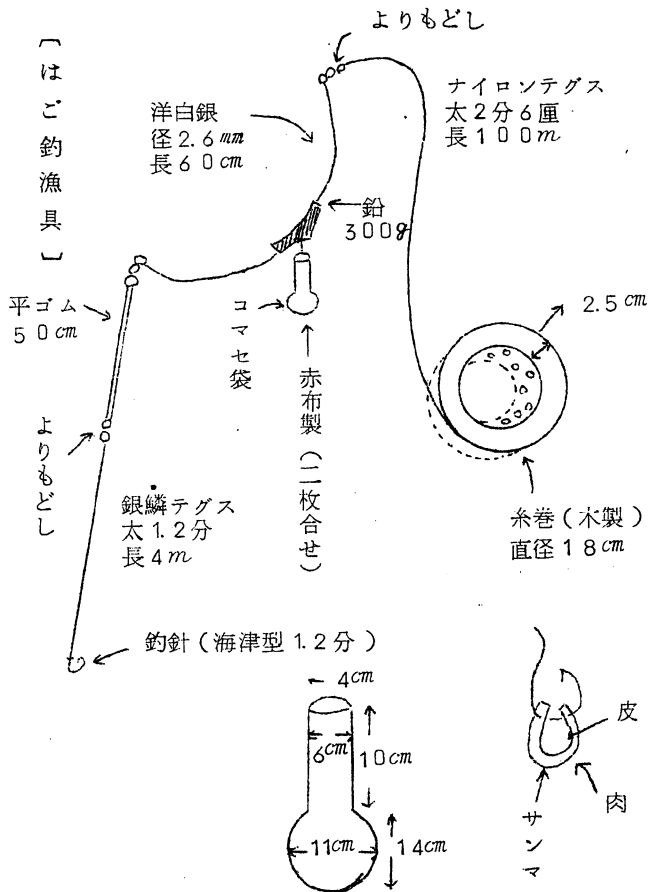 〔はご釣漁具〕
よりもどし
洋白銀
径2.6mm
長60cm
ナイロンテグス
太2分6厘
長100m
鉛
300g
平ゴム
50cm
コマセ袋
赤布製(二枚合せ)
2.5cm
よりもどし
銀鱗テグス
太1.2分
長4m
糸巻(木製)
直径18cm
釣針(海津型1.2分)
4cm
6cm
10cm
11cm
14cm
皮
肉
サンマ